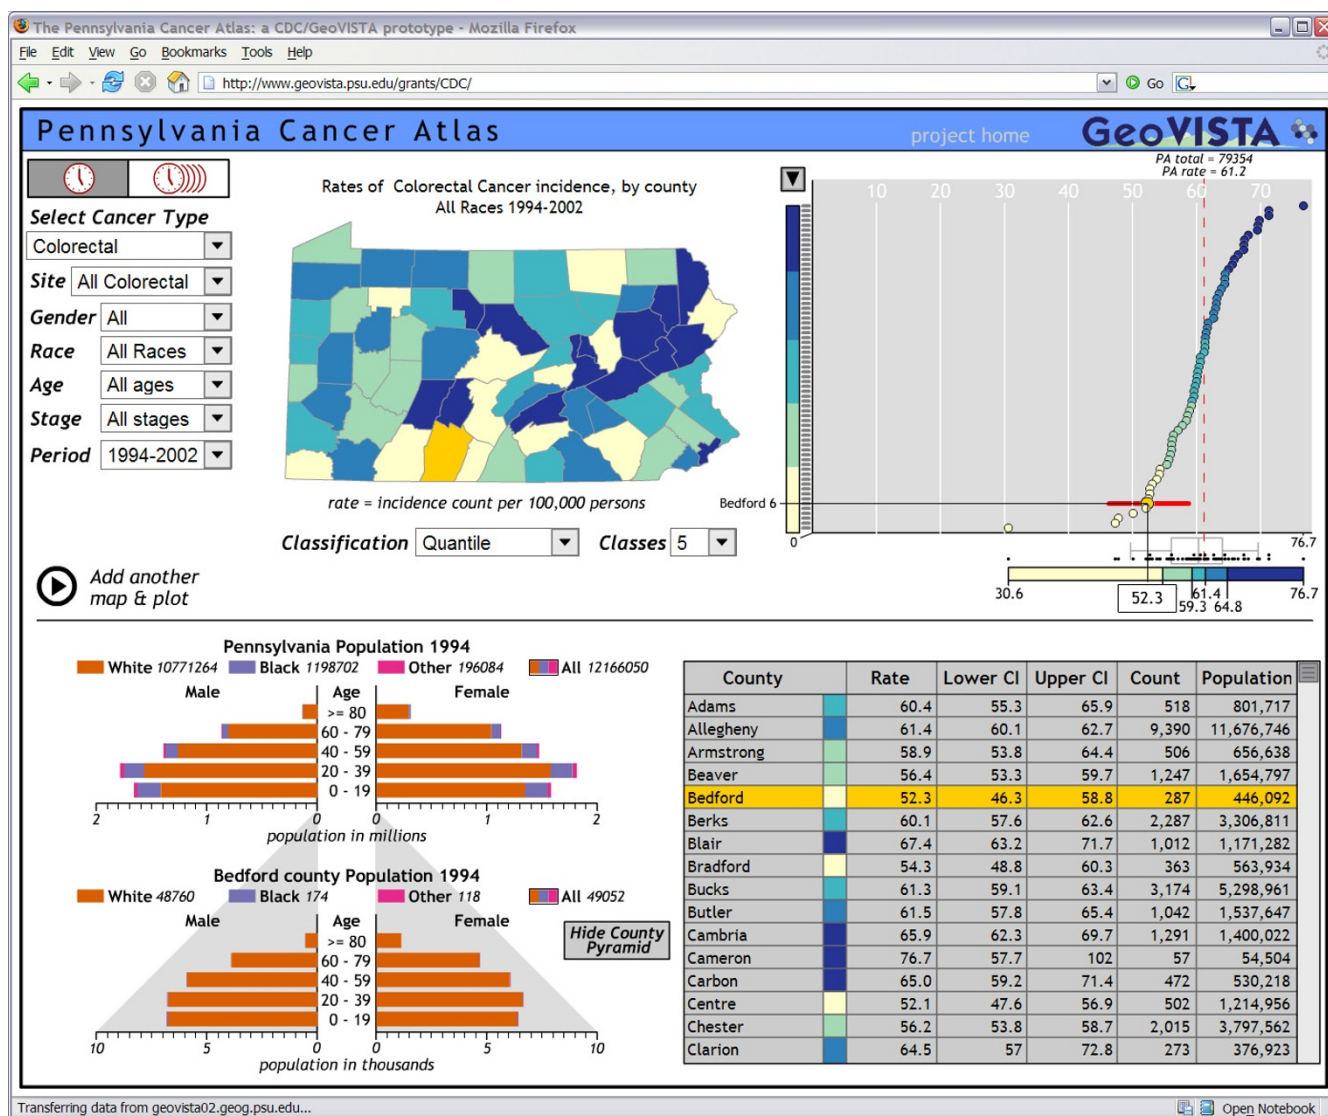 The Pennsylvania Cancer Atlas: a CDC/GeoVISTA prototype - Mozilla Firefox
File Edit View Go Bookmarks Tools Help
http://www.geovista.psu.edu/grants/CDC/ Go G
Pennsylvania Cancer Atlas
project home
GeoVISTA
Select Cancer Type
Colorectal
Site All Colorectal
Gender All
Race All Races
Age All ages
Stage All stages
Period 1994-2002
Rates of Colorectal Cancer incidence, by county
All Races 1994-2002
rate = incidence count per 100,000 persons
Classification Quantile Classes 5
Add another
map & plot
PA total = 79354
PA rate = 61.2
10 20 30 40 50 60 70
Bedford 6
0 76.7
30.6 52.3 61.4 76.7
59.3 64.8
Pennsylvania Population 1994
White 10771264 Black 1198702 Other 196084 All 12166050
Male Age Female
>= 80
60 - 79
40 - 59
20 - 39
0 - 19
2 1 0 0 1 2
population in millions
Bedford county Population 1994
White 48760 Black 174 Other 118 All 49052
Male Age Female
>= 80
60 - 79
40 - 59
20 - 39
0 - 19
10 5 0 0 5 10
population in thousands
Hide County
Pyramid
County Rate Lower CI Upper CI Count Population
Adams 60.4 55.3 65.9 518 801,717
Allegheny 61.4 60.1 62.7 9,390 11,676,746
Armstrong 58.9 53.8 64.4 506 656,638
Beaver 56.4 53.3 59.7 1,247 1,654,797
Bedford 52.3 46.3 58.8 287 446,092
Berks 60.1 57.6 62.6 2,287 3,306,811
Blair 67.4 63.2 71.7 1,012 1,171,282
Bradford 54.3 48.8 60.3 363 563,934
Bucks 61.3 59.1 63.4 3,174 5,298,961
Butler 61.5 57.8 65.4 1,042 1,537,647
Cambria 65.9 62.3 69.7 1,291 1,400,022
Cameron 76.7 57.7 102 57 54,504
Carbon 65.0 59.2 71.4 472 530,218
Centre 52.1 47.6 56.9 502 1,214,956
Chester 56.2 53.8 58.7 2,015 3,797,562
Clarion 64.5 57 72.8 273 376,923
Transferring data from geovista02.geog.psu.edu...
Open Notebook